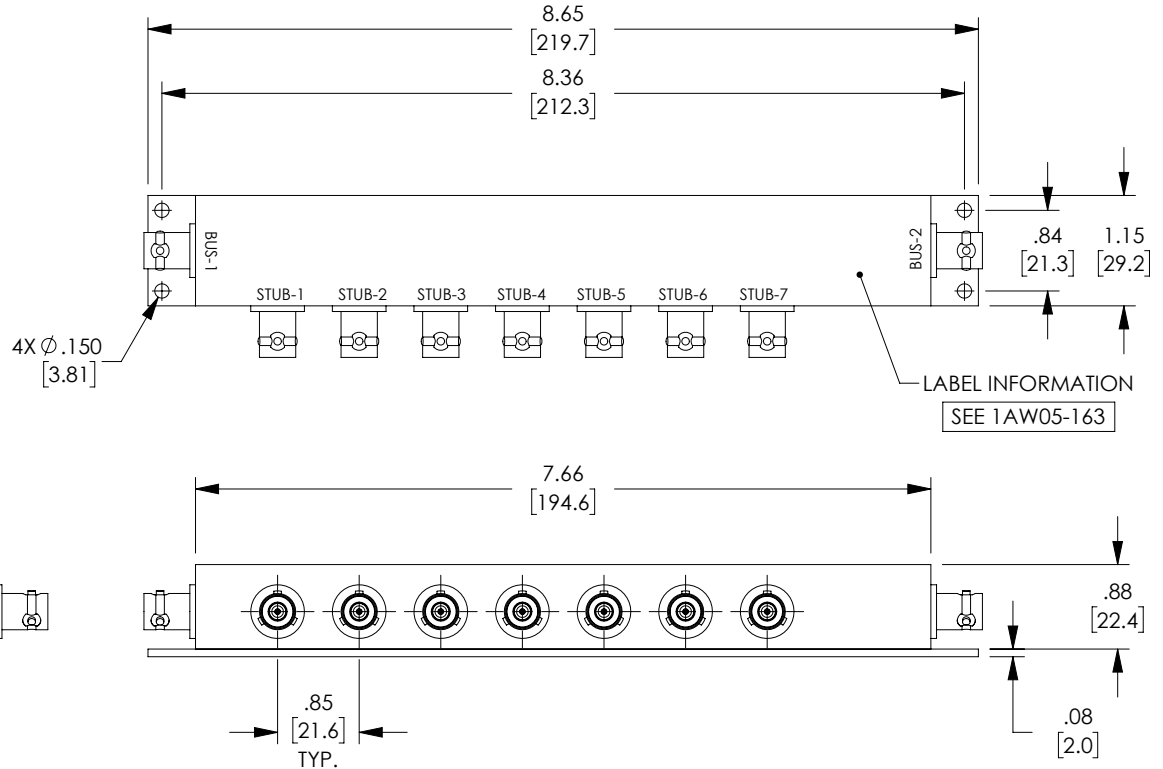 8.65
[219.7]
8.36
[212.3]
BUS-1
BUS-2
.84
[21.3]
1.15
[29.2]
STUB-1 STUB-2 STUB-3 STUB-4 STUB-5 STUB-6 STUB-7
4X Ø .150
[3.81]
LABEL INFORMATION
SEE 1AW05-163
7.66
[194.6]
.88
[22.4]
.85
[21.6]
TYP.
.08
[2.0]